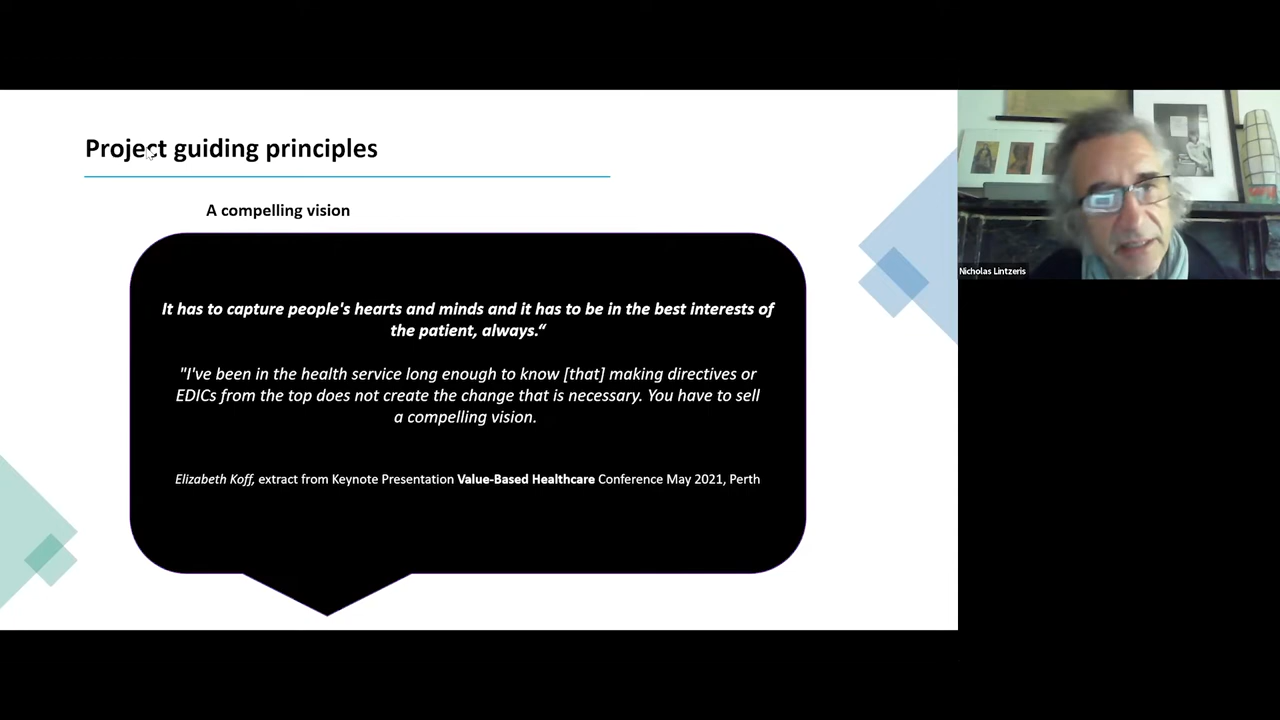 Project guiding principles
A compelling vision
It has to capture people's hearts and minds and it has to be in the best interests of
the patient, always.“
"I've been in the health service long enough to know [that] making directives or
EDICs from the top does not create the change that is necessary. You have to sell
a compelling vision.
Elizabeth Koff, extract from Keynote Presentation Value-Based Healthcare Conference May 2021, Perth
Nicholas Lintzeris